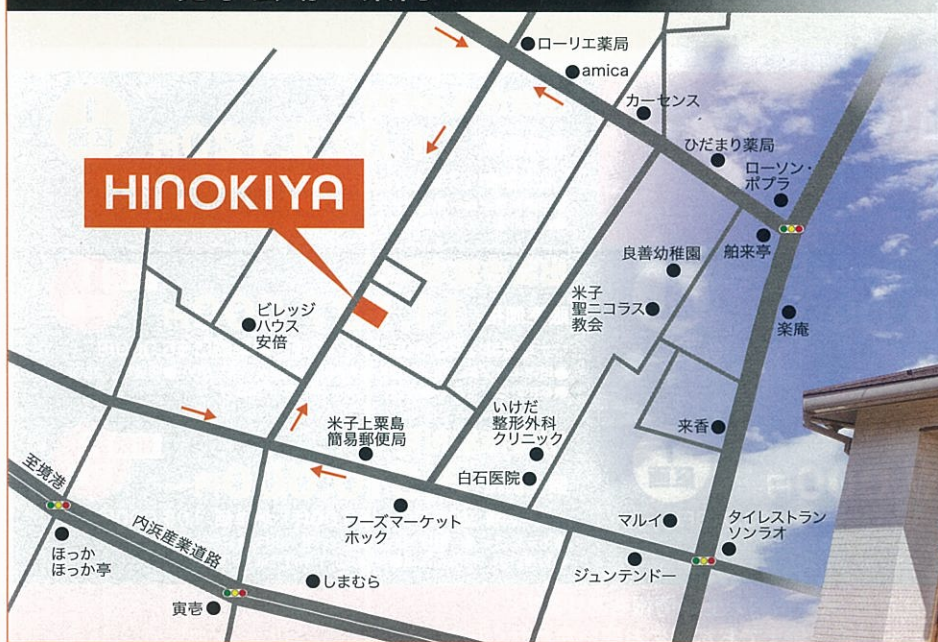 ローリエ薬局
amica
カーセンス
ひだまり薬局
ローソン・
ポプラ
HINOKIYA
良善幼稚園
舶来亭
米子
聖ニコラス
教会
ビレッジ
ハウス
安倍
楽庵
米子上粟島
簡易郵便局
いけだ
整形外科
クリニック
来香
白石医院
至境港
内浜産業道路
フーズマーケット
ホック
マルイ
タイレストラン
ソンラオ
ほっか
ほっか亭
ジュンテンドー
しまむら
寅壱